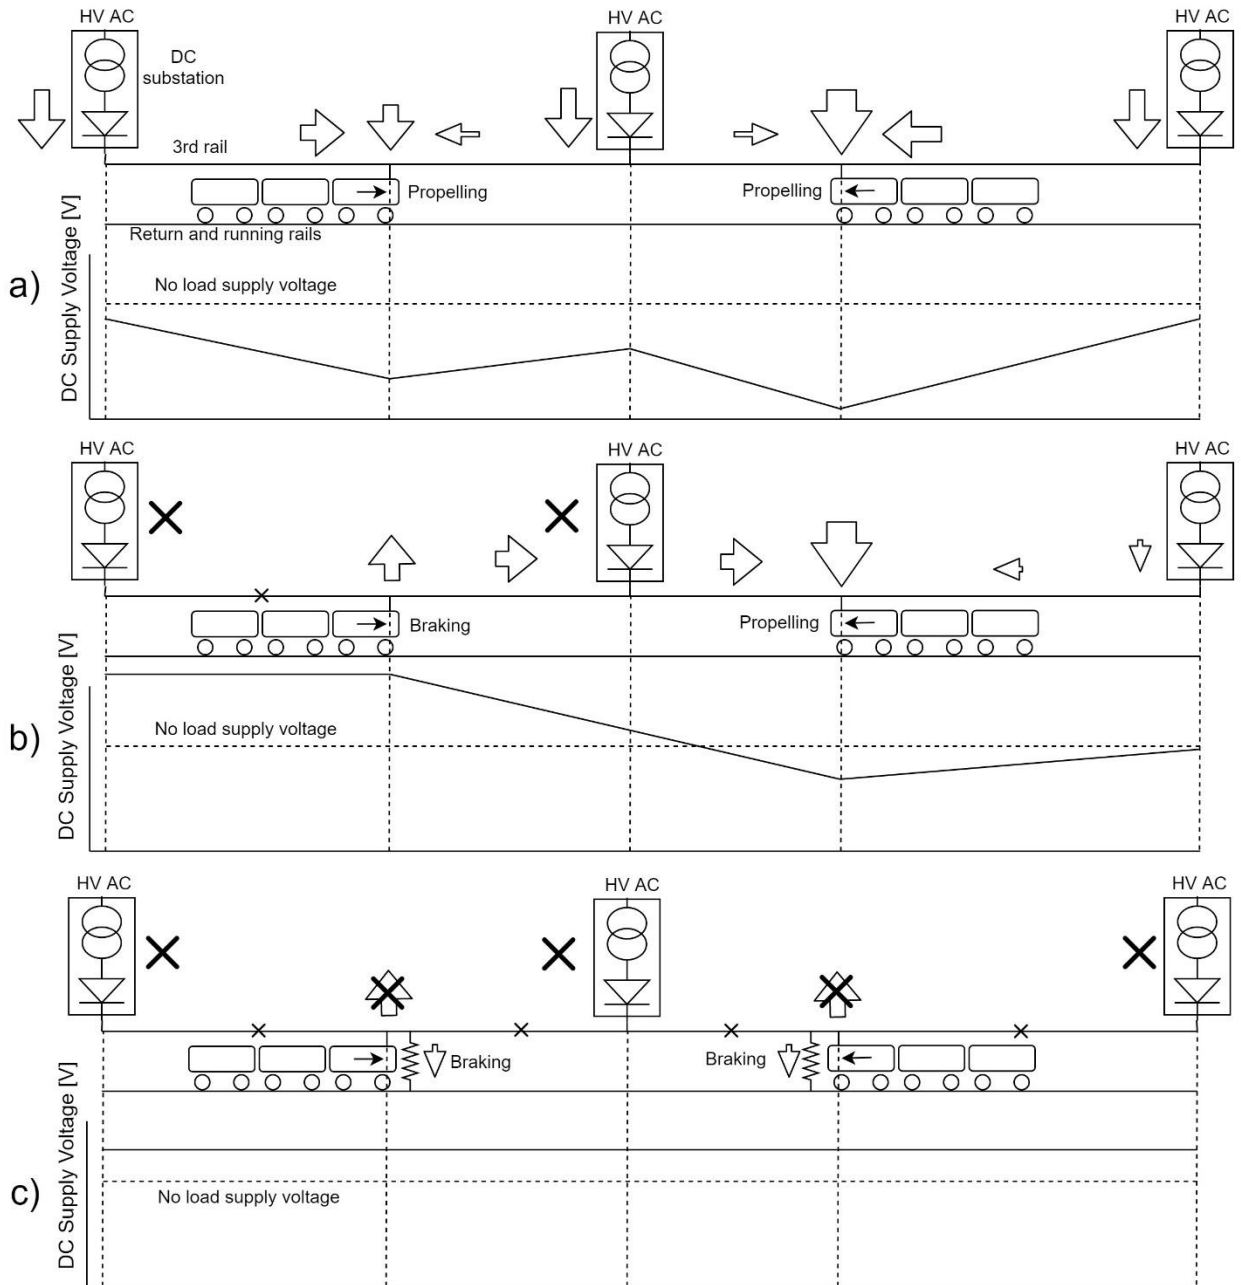 HV AC
HV AC
HV AC
DC
substation
3rd rail
Propelling
Propelling
Return and running rails
a)
DC Supply Voltage [V]
No load supply voltage
HV AC
HV AC
HV AC
Braking
Propelling
b)
DC Supply Voltage [V]
No load supply voltage
HV AC
HV AC
HV AC
Braking
Braking
c)
DC Supply Voltage [V]
No load supply voltage